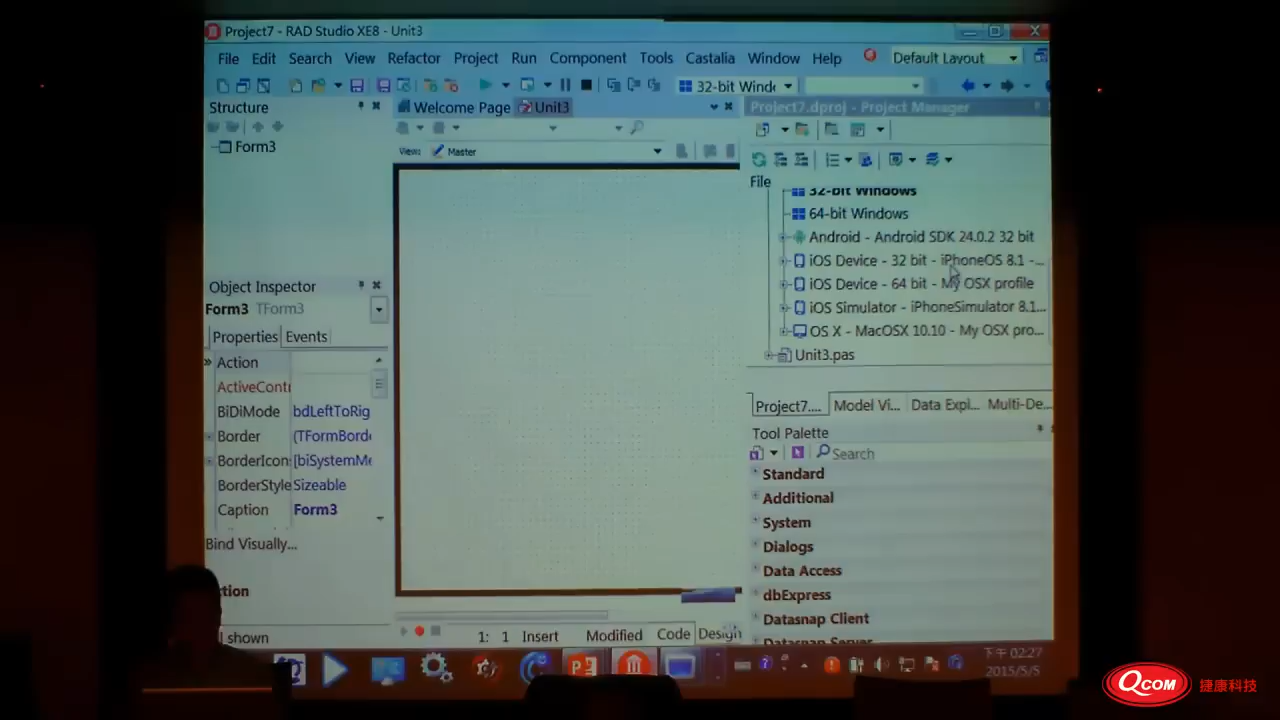 Project7 - RAD Studio XE8 - Unit3
File Edit Search View Refactor Project Run Component Tools Castalia Window Help Default Layout
32-bit Windo
Structure
Welcome Page Unit3
Project7.dproj - Project Manager
Form3
View: Master
File
32-bit Windows
64-bit Windows
Android - Android SDK 24.0.2 32 bit
iOS Device - 32 bit - iPhoneOS 8.1 -...
iOS Device - 64 bit - My OSX profile
iOS Simulator - iPhoneSimulator 8.1...
OS X - MacOSX 10.10 - My OSX pro...
Unit3.pas
Object Inspector
Form3 TForm3
Properties Events
Action
ActiveContr
BiDiMode bdLeftToRig
Border (TFormBorde
BorderIcons [biSystemMe
BorderStyle Sizeable
Caption Form3
Bind Visually...
tion
l shown
1: 1 Insert Modified Code Design
Project7.... Model Vi... Data Expl... Multi-De...
Tool Palette
Search
Standard
Additional
System
Dialogs
Data Access
dbExpress
Datasnap Client
Datasnap Server
下午 02:27
2015/5/5
QCOM 捷康科技